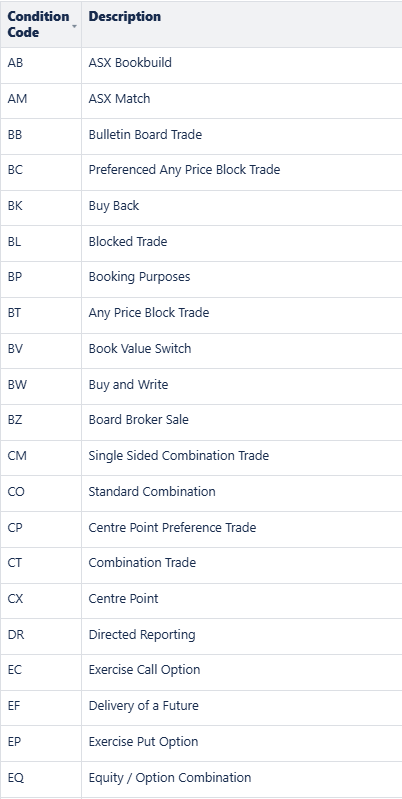 Condition Code Description
AB ASX Bookbuild
AM ASX Match
BB Bulletin Board Trade
BC Preferenced Any Price Block Trade
BK Buy Back
BL Blocked Trade
BP Booking Purposes
BT Any Price Block Trade
BV Book Value Switch
BW Buy and Write
BZ Board Broker Sale
CM Single Sided Combination Trade
CO Standard Combination
CP Centre Point Preference Trade
CT Combination Trade
CX Centre Point
DR Directed Reporting
EC Exercise Call Option
EF Delivery of a Future
EP Exercise Put Option
EQ Equity / Option Combination